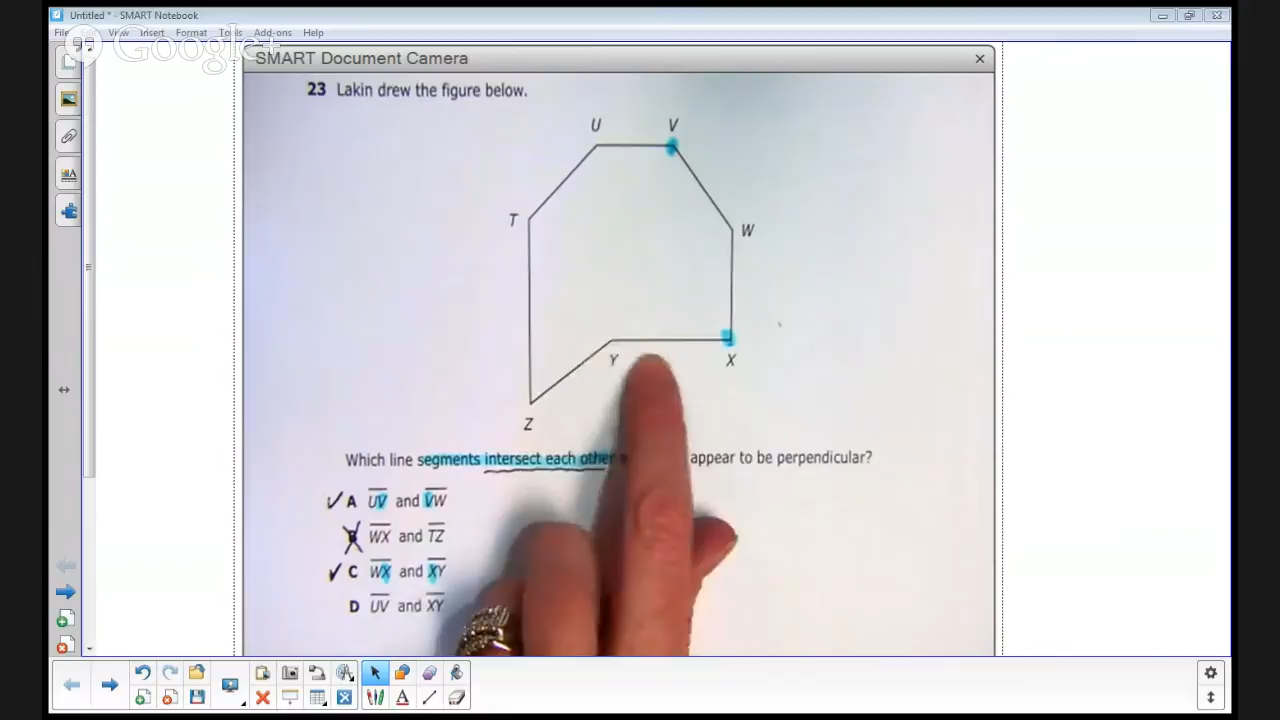 Untitled * - SMART Notebook
File View Insert Format Tools Add-ons Help
Google+
SMART Document Camera
23 Lakin drew the figure below.
U V
T W
Y X
Z
Which line segments intersect each other appear to be perpendicular?
A UV and VW
B WX and TZ
C WX and XY
D UV and XY